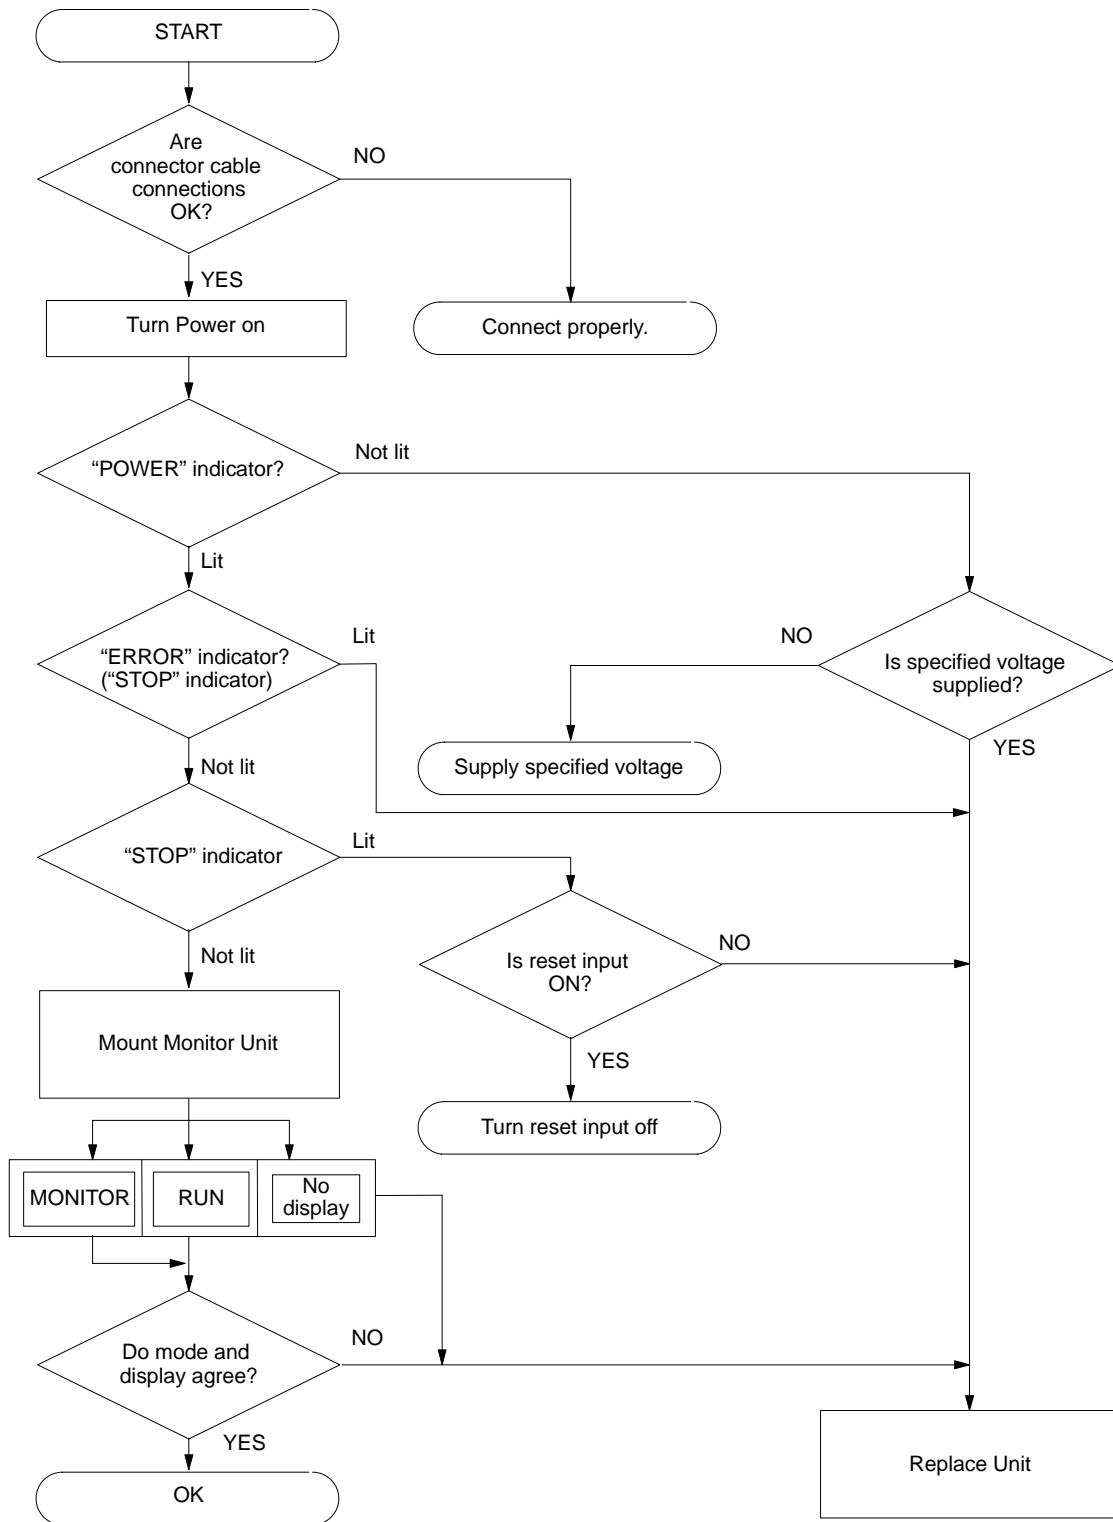 START
Are
connector cable
connections
OK?
NO
YES
Turn Power on
Connect properly.
“POWER” indicator?
Not lit
Lit
“ERROR” indicator?
(“STOP” indicator)
Lit
NO
Is specified voltage
supplied?
YES
Not lit
Supply specified voltage
“STOP” indicator
Lit
Is reset input
ON?
NO
Not lit
YES
Mount Monitor Unit
Turn reset input off
MONITOR
RUN
No
display
Do mode and
display agree?
NO
YES
Replace Unit
OK